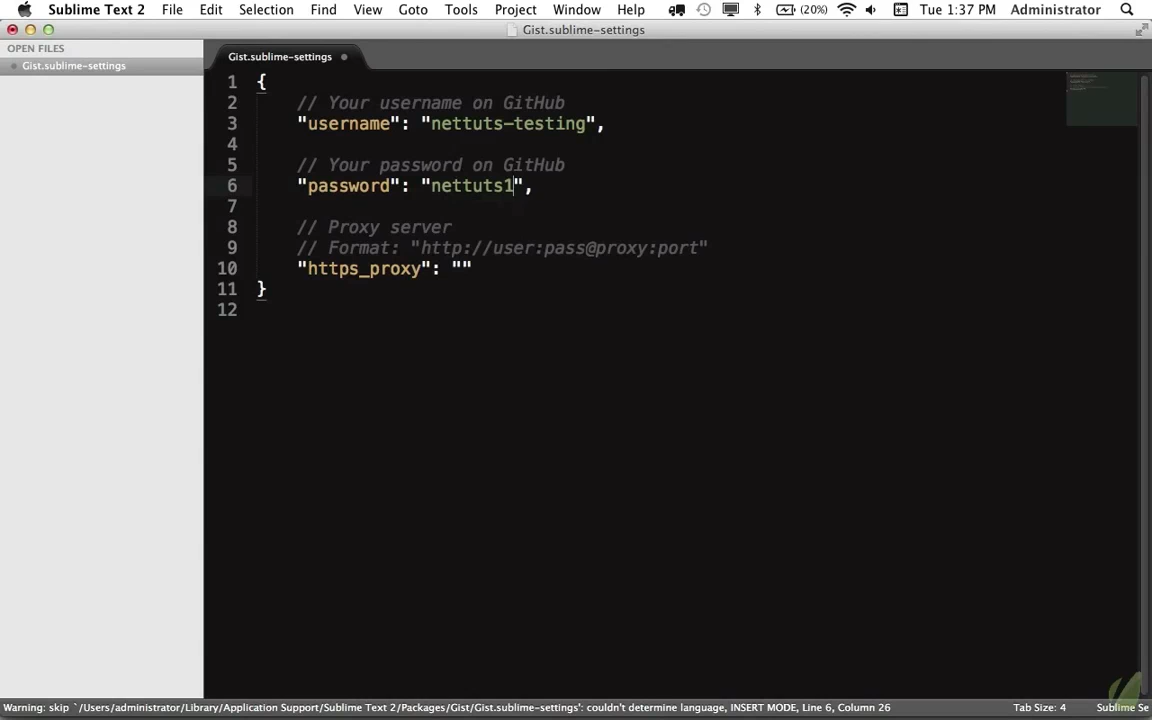 Sublime Text 2 File Edit Selection Find View Goto Tools Project Window Help (20%) Tue 1:37 PM Administrator
Gist.sublime-settings
OPEN FILES
Gist.sublime-settings
Gist.sublime-settings
1 {
2 // Your username on GitHub
3 "username": "nettuts-testing",
4
5 // Your password on GitHub
6 "password": "nettuts1",
7
8 // Proxy server
9 // Format: "http://user:pass@proxy:port"
10 "https_proxy": ""
11 }
12
Warning: skip `/Users/administrator/Library/Application Support/Sublime Text 2/Packages/Gist/Gist.sublime-settings': couldn't determine language, INSERT MODE, Line 6, Column 26 Tab Size: 4 Sublime Se